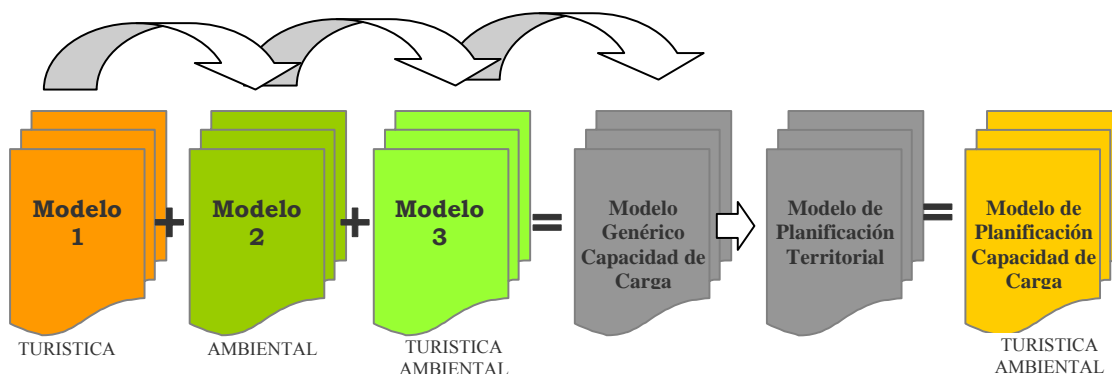 Modelo
1
+
Modelo
2
+
Modelo
3
=
Modelo
Genérico
Capacidad de
Carga
Modelo de
Planificación
Territorial
=
Modelo de
Planificación
Capacidad de
Carga
TURISTICA
AMBIENTAL
TURISTICA
AMBIENTAL
TURISTICA
AMBIENTAL